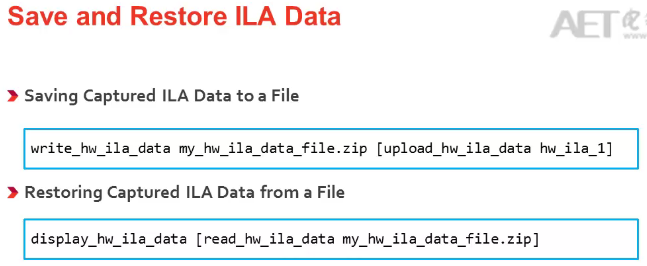 Save and Restore ILA Data
AET
www.
Saving Captured ILA Data to a File
write_hw_ila_data my_hw_ila_data_file.zip [upload_hw_ila_data hw_ila_1]
Restoring Captured ILA Data from a File
display_hw_ila_data [read_hw_ila_data my_hw_ila_data_file.zip]